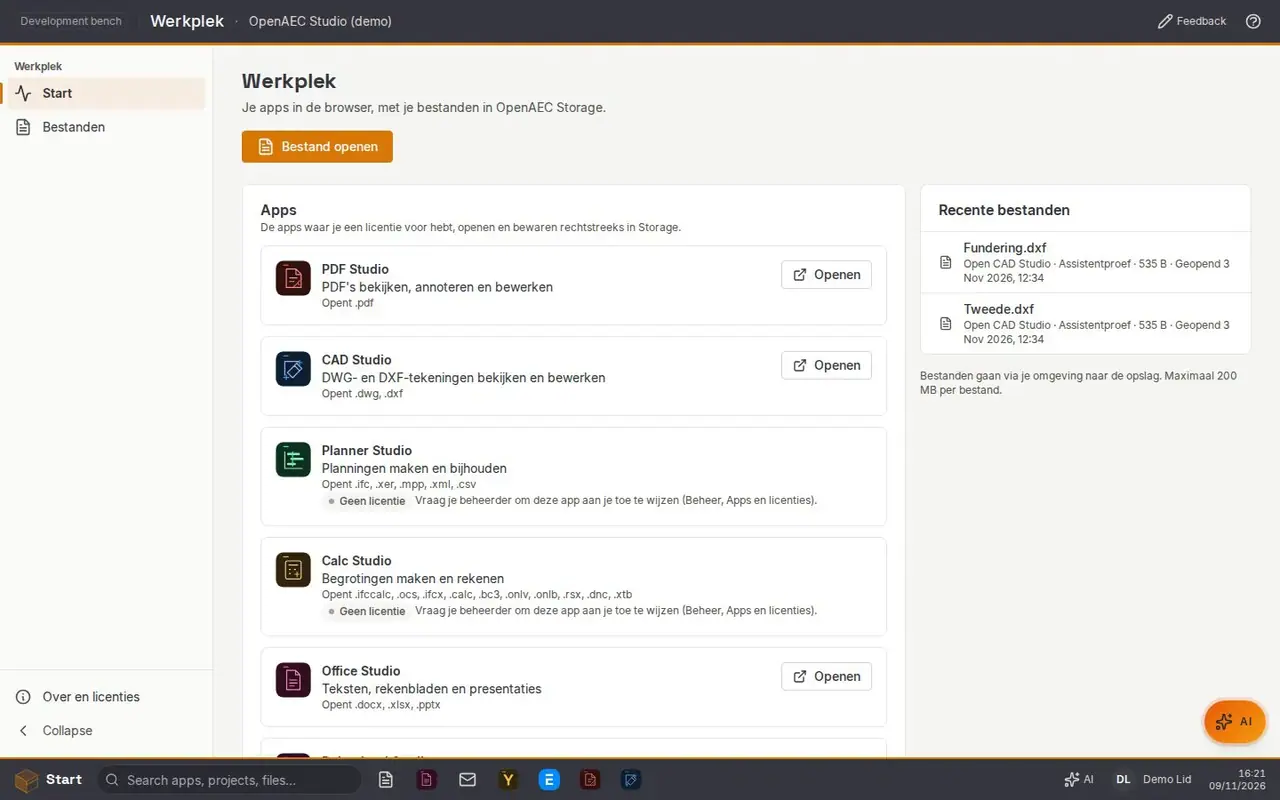 Development bench
Werkplek · OpenAEC Studio (demo)
Feedback
Werkplek
Start
Bestanden
Werkplek
Je apps in de browser, met je bestanden in OpenAEC Storage.
Bestand openen
Apps
De apps waar je een licentie voor hebt, openen en bewaren rechtstreeks in Storage.
PDF Studio
PDF's bekijken, annoteren en bewerken
Opent .pdf
Openen
CAD Studio
DWG- en DXF-tekeningen bekijken en bewerken
Opent .dwg, .dxf
Openen
Planner Studio
Planningen maken en bijhouden
Opent .ifc, .xer, .mpp, .xml, .csv
Geen licentie Vraag je beheerder om deze app aan je toe te wijzen (Beheer, Apps en licenties).
Calc Studio
Begrotingen maken en rekenen
Opent .ifccalc, .ocs, .ifcx, .calc, .bc3, .onlv, .onlb, .rsx, .dnc, .xtb
Geen licentie Vraag je beheerder om deze app aan je toe te wijzen (Beheer, Apps en licenties).
Office Studio
Teksten, rekenbladen en presentaties
Opent .docx, .xlsx, .pptx
Openen
Recente bestanden
Fundering.dxf
Open CAD Studio · Assistentproef · 535 B · Geopend 3
Nov 2026, 12:34
Tweede.dxf
Open CAD Studio · Assistentproef · 535 B · Geopend 3
Nov 2026, 12:34
Bestanden gaan via je omgeving naar de opslag. Maximaal 200
MB per bestand.
Over en licenties
Collapse
AI
Start
Search apps, projects, files...
Y
E
AI
DL
Demo Lid
16:21
09/11/2026